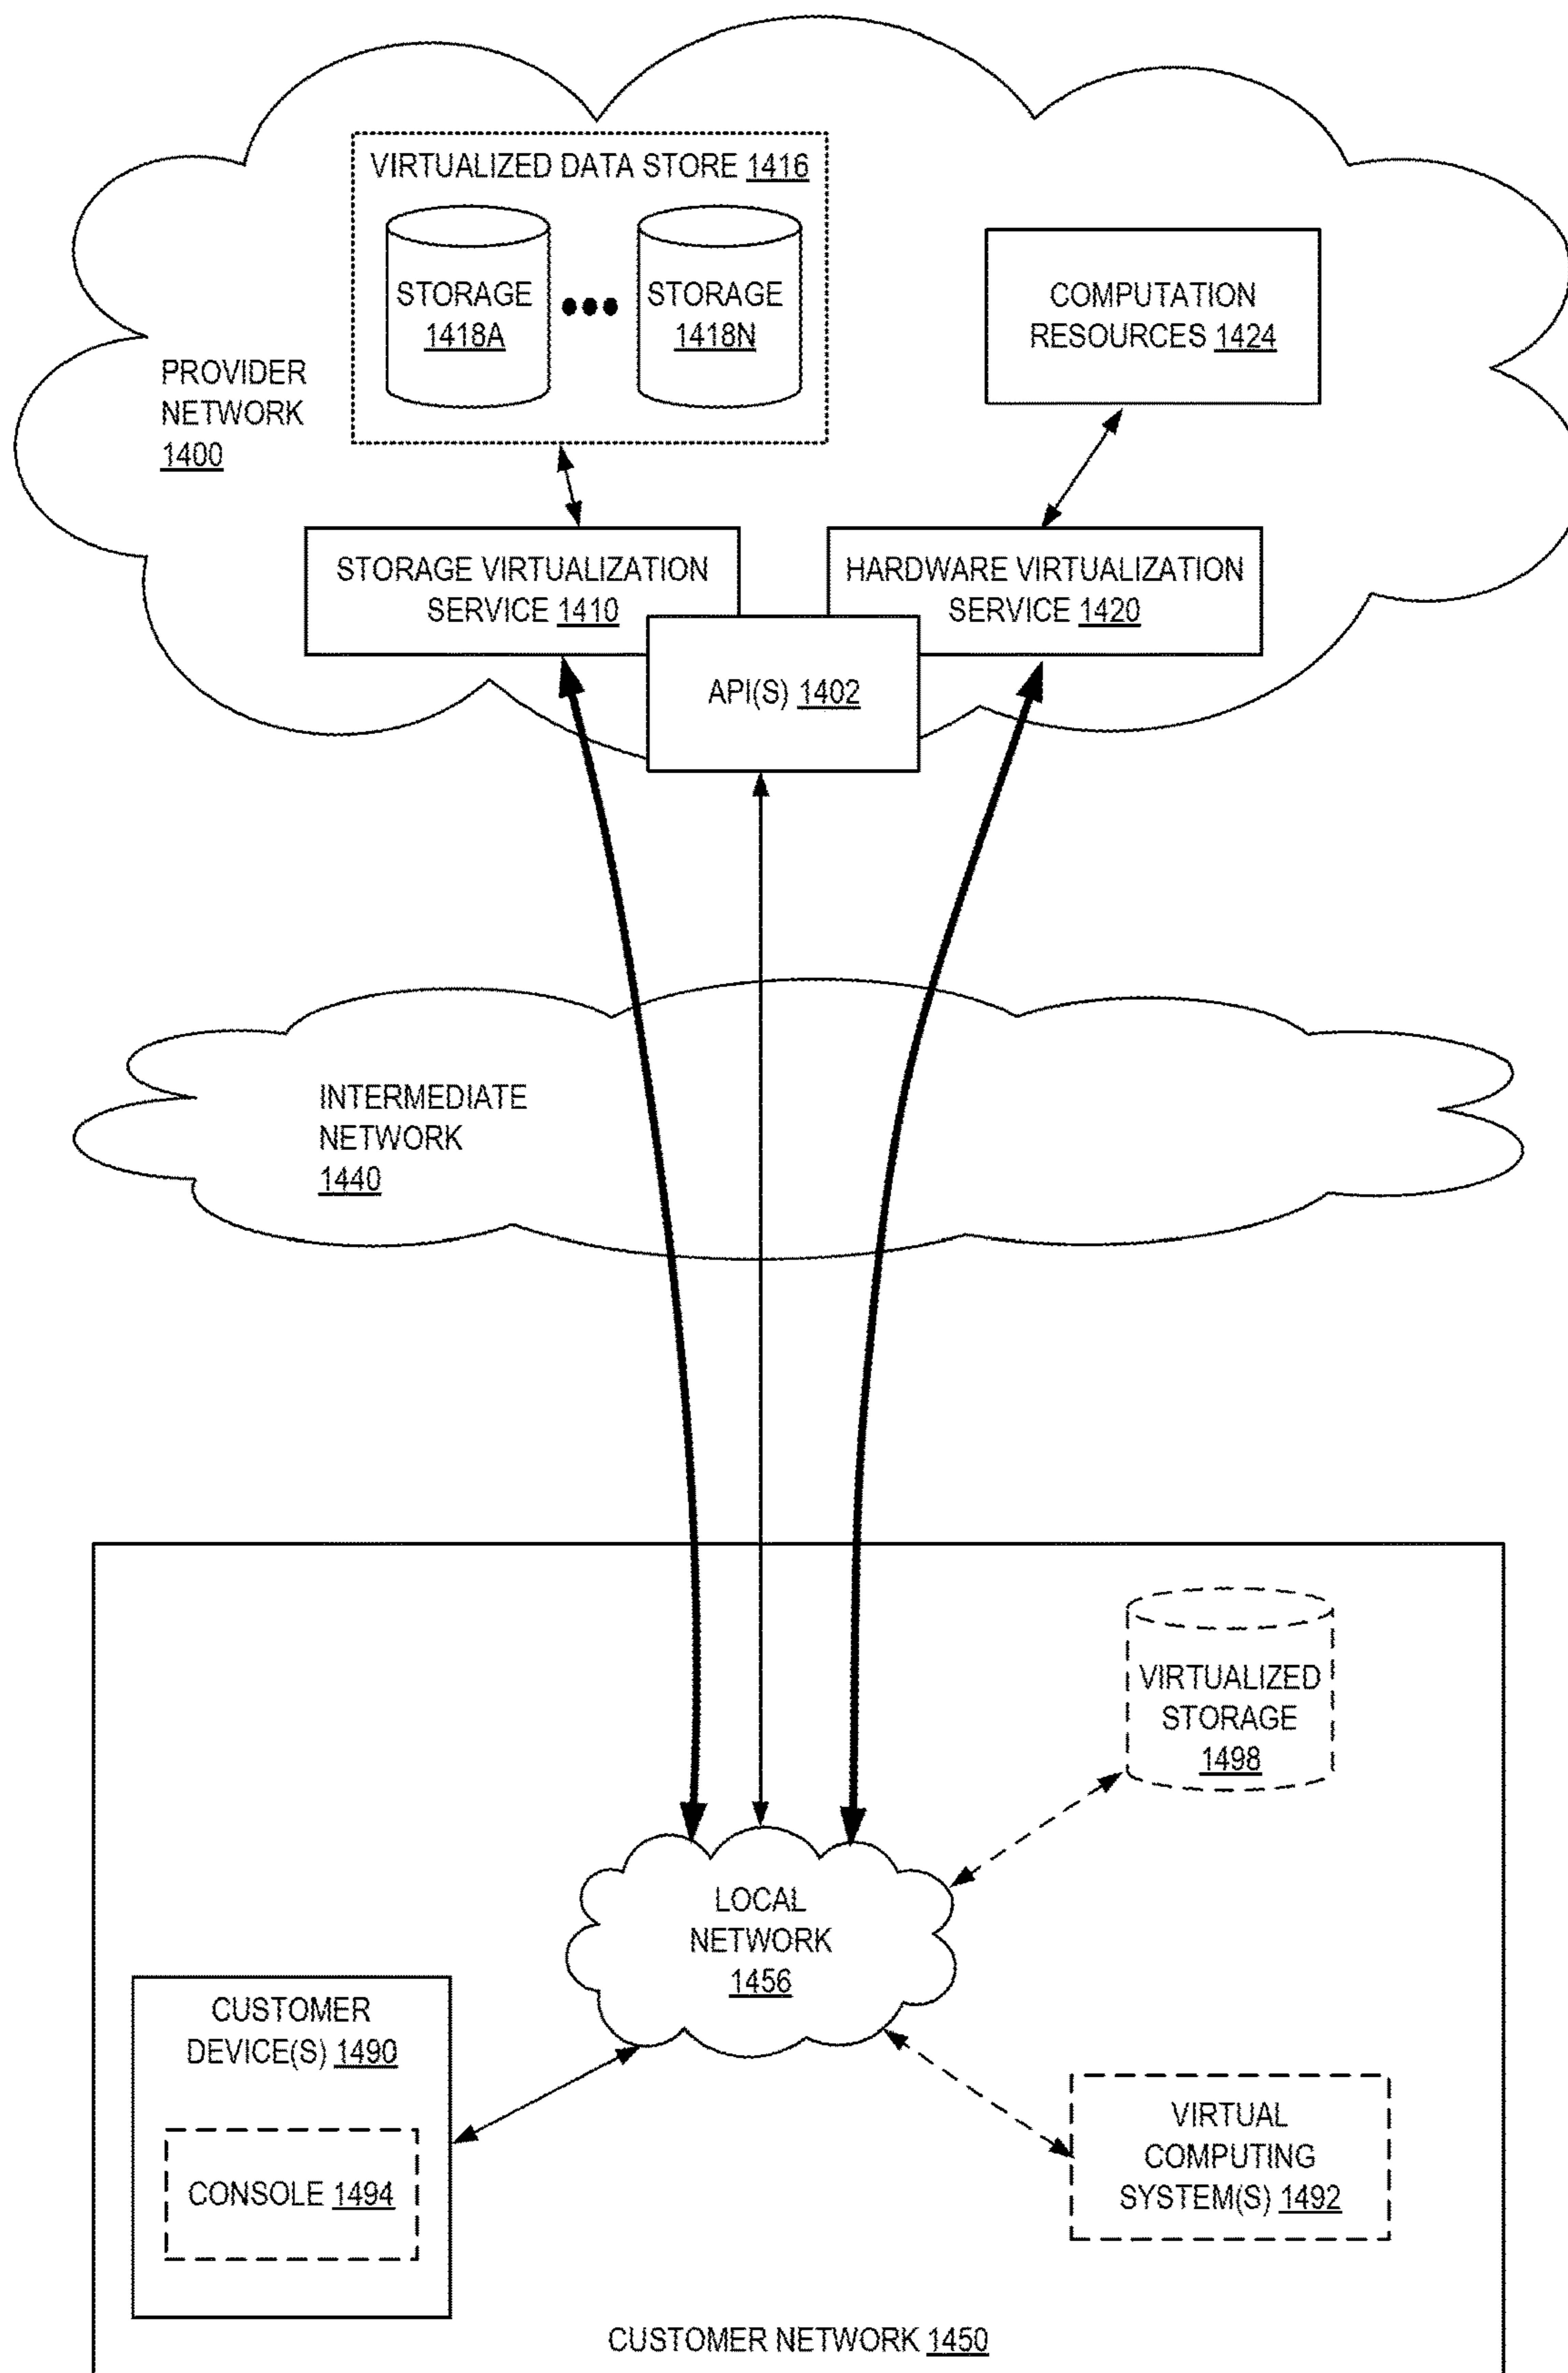 VIRTUALIZED DATA STORE 1416
STORAGE
1418A
STORAGE
1418N
COMPUTATION
RESOURCES 1424
PROVIDER
NETWORK
1400
STORAGE VIRTUALIZATION
SERVICE 1410
HARDWARE VIRTUALIZATION
SERVICE 1420
API(S) 1402
INTERMEDIATE
NETWORK
1440
VIRTUALIZED
STORAGE
1498
LOCAL
NETWORK
1456
CUSTOMER
DEVICE(S) 1490
CONSOLE 1494
VIRTUAL
COMPUTING
SYSTEM(S) 1492
CUSTOMER NETWORK 1450